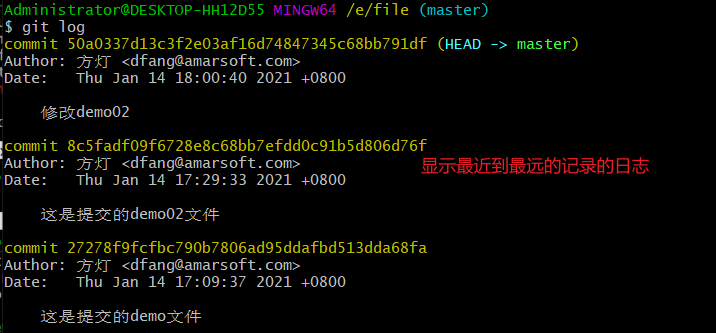 Administrator@DESKTOP-HH12D55 MINGW64 /e/file (master)
$ git log
commit 50a0337d13c3f2e03af16d74847345c68bb791df (HEAD -> master)
Author: 方灯 <dfang@amarsoft.com>
Date:   Thu Jan 14 18:00:40 2021 +0800
修改demo02
commit 8c5fadf09f6728e8c68bb7efdd0c91b5d806d76f
Author: 方灯 <dfang@amarsoft.com>
显示最近到最远的记录的日志
Date:   Thu Jan 14 17:29:33 2021 +0800
这是提交的demo02文件
commit 27278f9fcfbc790b7806ad95ddafbd513dda68fa
Author: 方灯 <dfang@amarsoft.com>
Date:   Thu Jan 14 17:09:37 2021 +0800
这是提交的demo文件